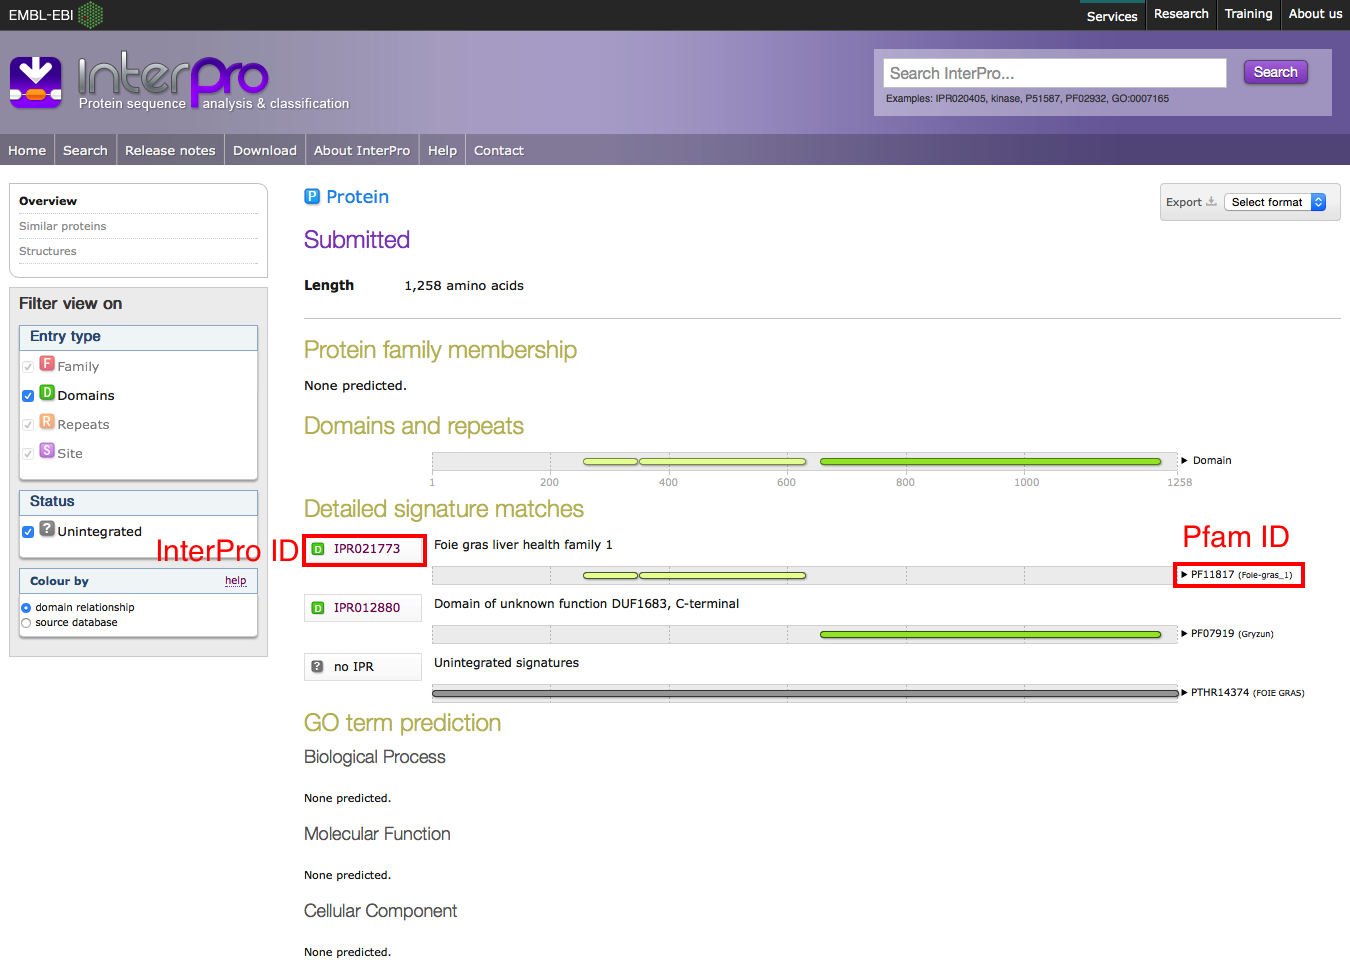 EMBL-EBI
Services Research Training About us
InterPro
Protein sequence analysis & classification
Search InterPro... Search
Examples: IPR020405, kinase, P51587, PF02932, GO:0007165
Home Search Release notes Download About InterPro Help Contact
Overview
Similar proteins
Structures
Filter view on
Entry type
F Family
D Domains
R Repeats
S Site
Status
? Unintegrated
Colour by help
domain relationship
source database
P Protein
Export Select format
Submitted
Length 1,258 amino acids
Protein family membership
None predicted.
Domains and repeats
Domain
1 200 400 600 800 1000 1258
Detailed signature matches
InterPro ID
D IPR021773 Foie gras liver health family 1
Pfam ID
PF11817 (Foie-gras_1)
D IPR012880 Domain of unknown function DUF1683, C-terminal
PF07919 (Gryzun)
? no IPR Unintegrated signatures
PTHR14374 (FOIE GRAS)
GO term prediction
Biological Process
None predicted.
Molecular Function
None predicted.
Cellular Component
None predicted.